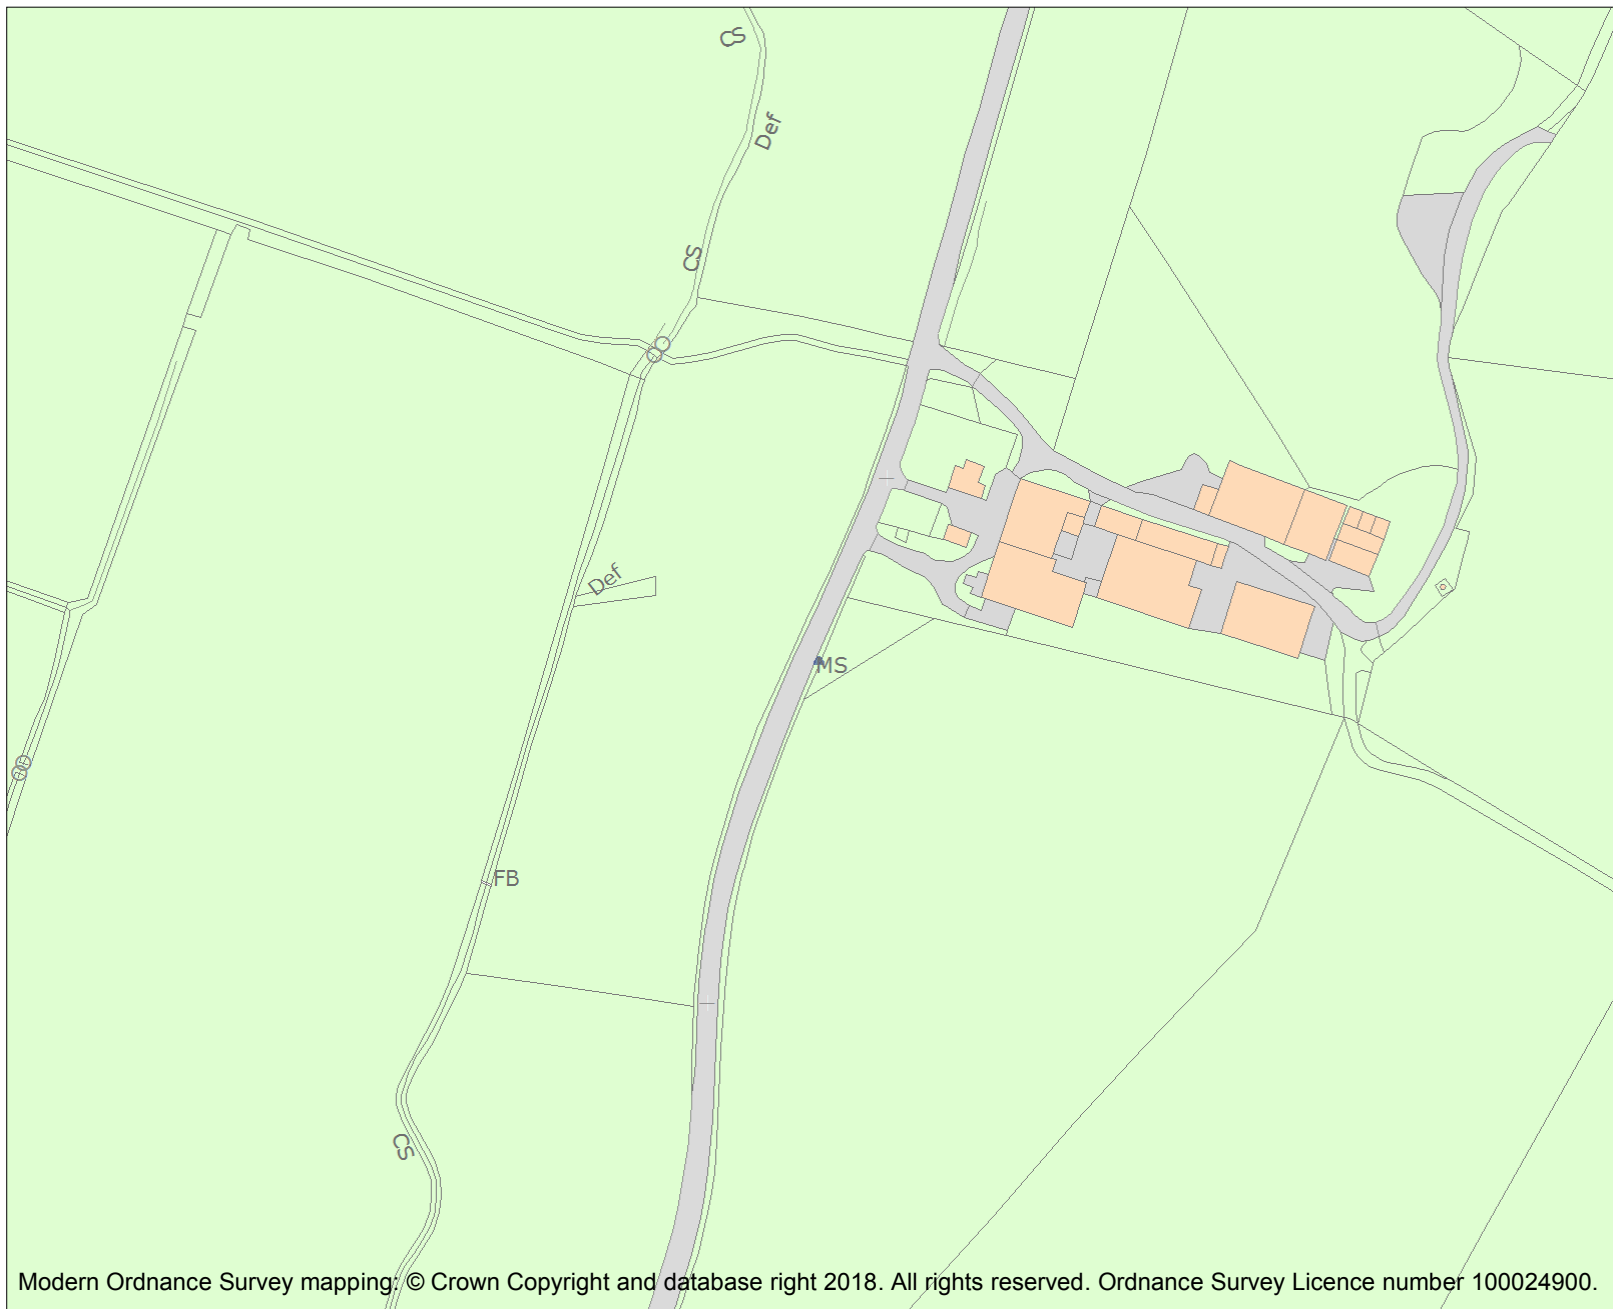 CS
Def
CS
Def
MS
FB
CS
Modern Ordnance Survey mapping: © Crown Copyright and database right 2018. All rights reserved. Ordnance Survey Licence number 100024900.